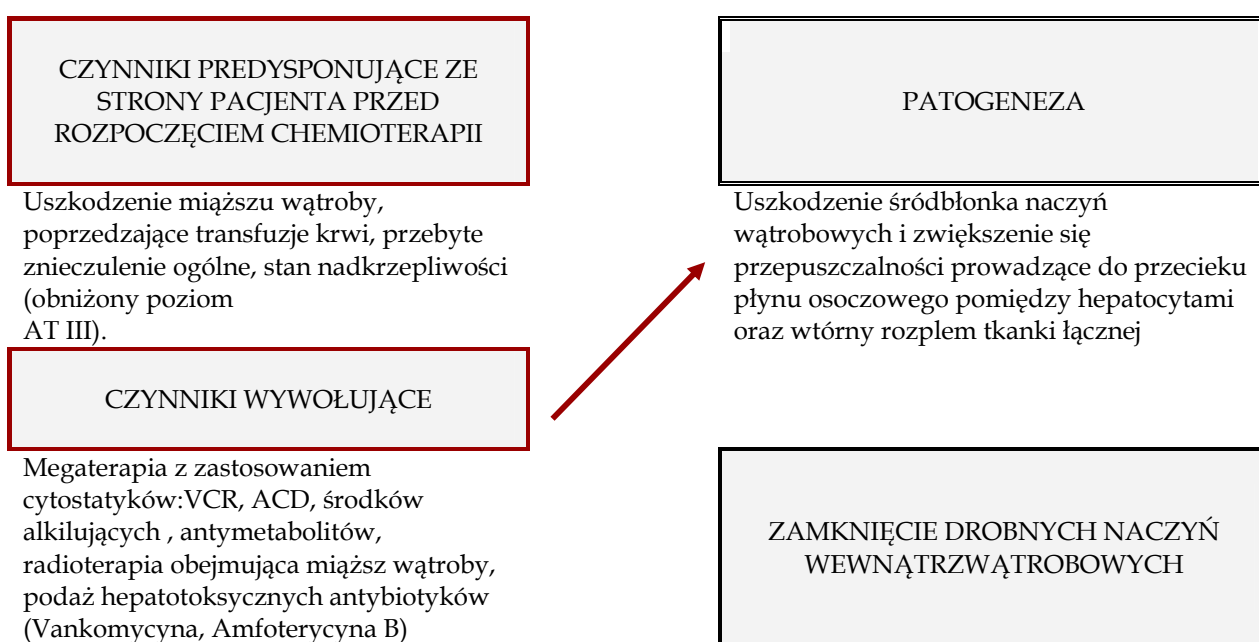 CZYNNIKI PREDYSPONUJĄCE ZE
STRONY PACJENTA PRZED
ROZPOCZĘCIEM CHEMIOTERAPII
Uszkodzenie miąższu wątroby,
poprzedzające transfuzje krwi, przebyte
znieczulenie ogólne, stan nadkrzepliwości
(obniżony poziom
AT III).
CZYNNIKI WYWOŁUJĄCE
Megaterapia z zastosowaniem
cytostatyków:VCR, ACD, środków
alkilujących , antymetabolitów,
radioterapia obejmująca miąższ wątroby,
podaż hepatotoksycznych antybiotyków
(Vankomycyna, Amfoterycyna B)
PATOGENEZA
Uszkodzenie śródbłonka naczyń
wątrobowych i zwiększenie się
przepuszczalności prowadzące do przecieku
płynu osoczowego pomiędzy hepatocytami
oraz wtórny rozplem tkanki łącznej
ZAMKNIĘCIE DROBNYCH NACZYŃ
WEWNĄTRZWĄTROBOWYCH